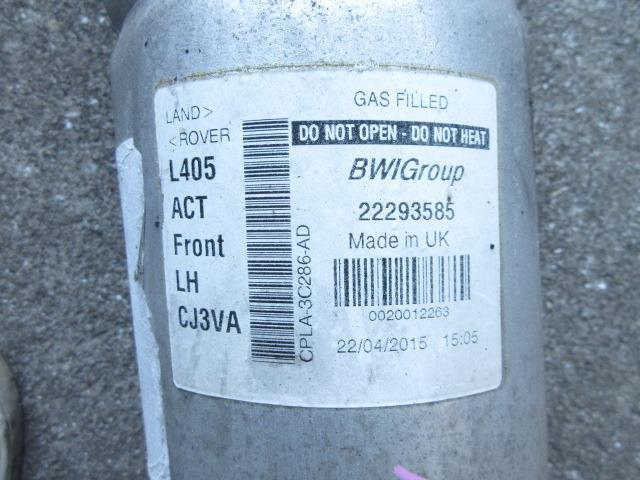 LAND>
<ROVER
L405
ACT
Front
LH
CJ3VA
CPLA-3C286-AD
GAS FILLED
DO NOT OPEN - DO NOT HEAT
BWIGroup
22293585
Made in UK
0020012263
22/04/2015 15:05